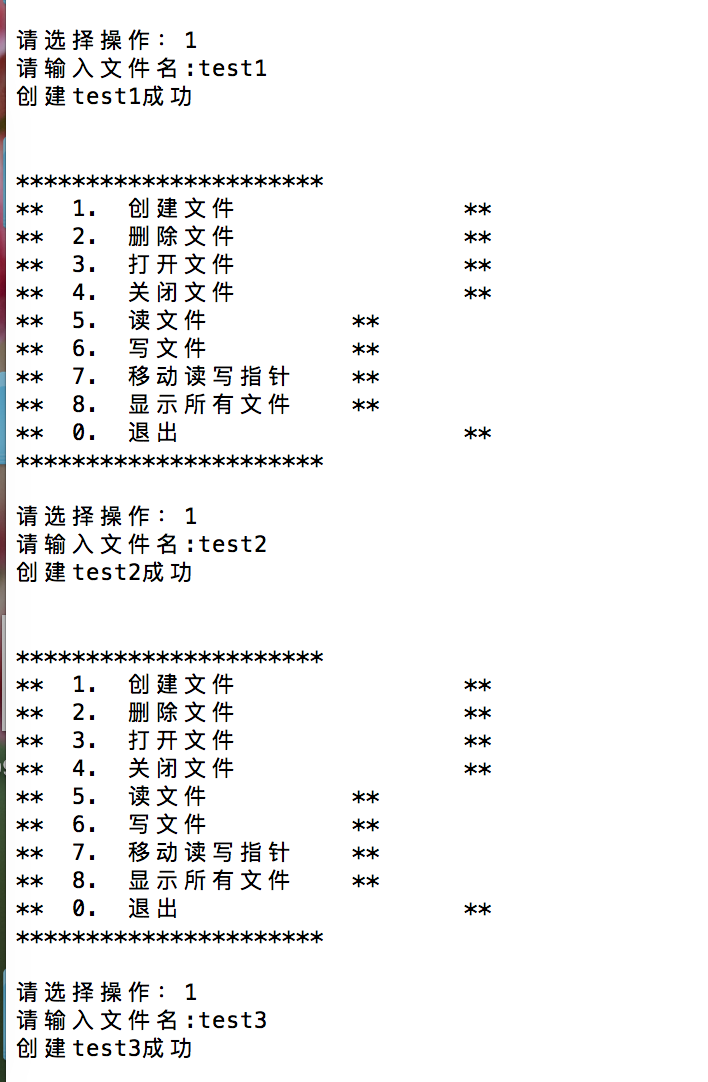 请选择操作: 1
请输入文件名:test1
创建test1成功
**********************
**  1.  创建文件                **
**  2.  删除文件                **
**  3.  打开文件                **
**  4.  关闭文件                **
**  5.  读文件          **
**  6.  写文件          **
**  7.  移动读写指针    **
**  8.  显示所有文件    **
**  0.  退出                    **
**********************
请选择操作: 1
请输入文件名:test2
创建test2成功
**********************
**  1.  创建文件                **
**  2.  删除文件                **
**  3.  打开文件                **
**  4.  关闭文件                **
**  5.  读文件          **
**  6.  写文件          **
**  7.  移动读写指针    **
**  8.  显示所有文件    **
**  0.  退出                    **
**********************
请选择操作: 1
请输入文件名:test3
创建test3成功